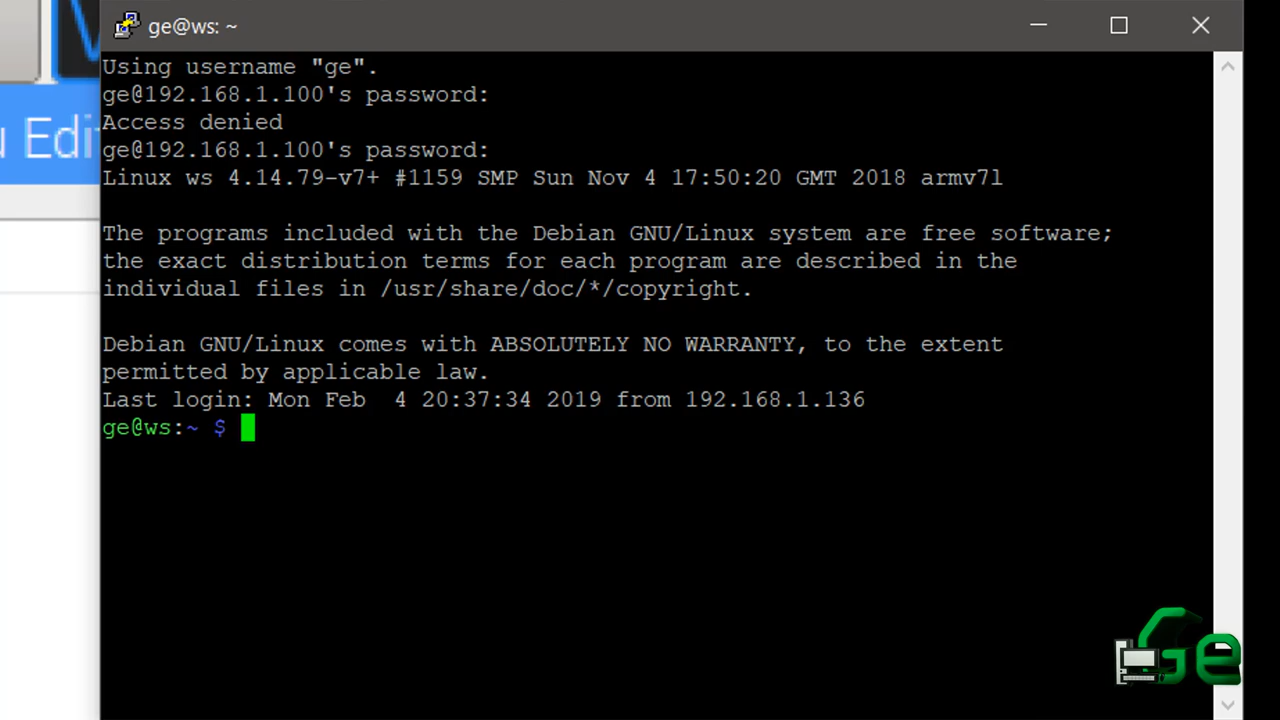 ge@ws: ~
Using username "ge".
ge@192.168.1.100's password:
Access denied
ge@192.168.1.100's password:
Linux ws 4.14.79-v7+ #1159 SMP Sun Nov 4 17:50:20 GMT 2018 armv7l
The programs included with the Debian GNU/Linux system are free software;
the exact distribution terms for each program are described in the
individual files in /usr/share/doc/*/copyright.
Debian GNU/Linux comes with ABSOLUTELY NO WARRANTY, to the extent
permitted by applicable law.
Last login: Mon Feb  4 20:37:34 2019 from 192.168.1.136
ge@ws:~ $
Ge